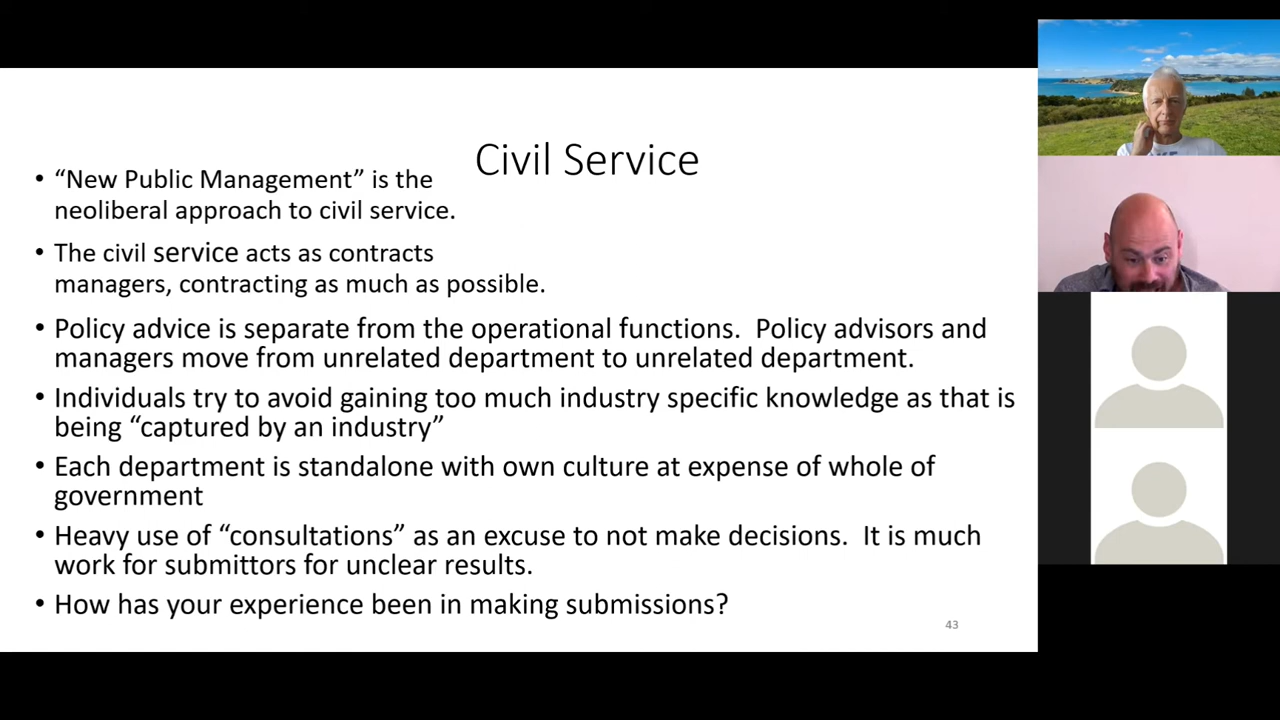 Civil Service
• “New Public Management” is the
neoliberal approach to civil service.
• The civil service acts as contracts
managers, contracting as much as possible.
• Policy advice is separate from the operational functions.  Policy advisors and
managers move from unrelated department to unrelated department.
• Individuals try to avoid gaining too much industry specific knowledge as that is
being “captured by an industry”
• Each department is standalone with own culture at expense of whole of
government
• Heavy use of “consultations” as an excuse to not make decisions.  It is much
work for submittors for unclear results.
• How has your experience been in making submissions?
43